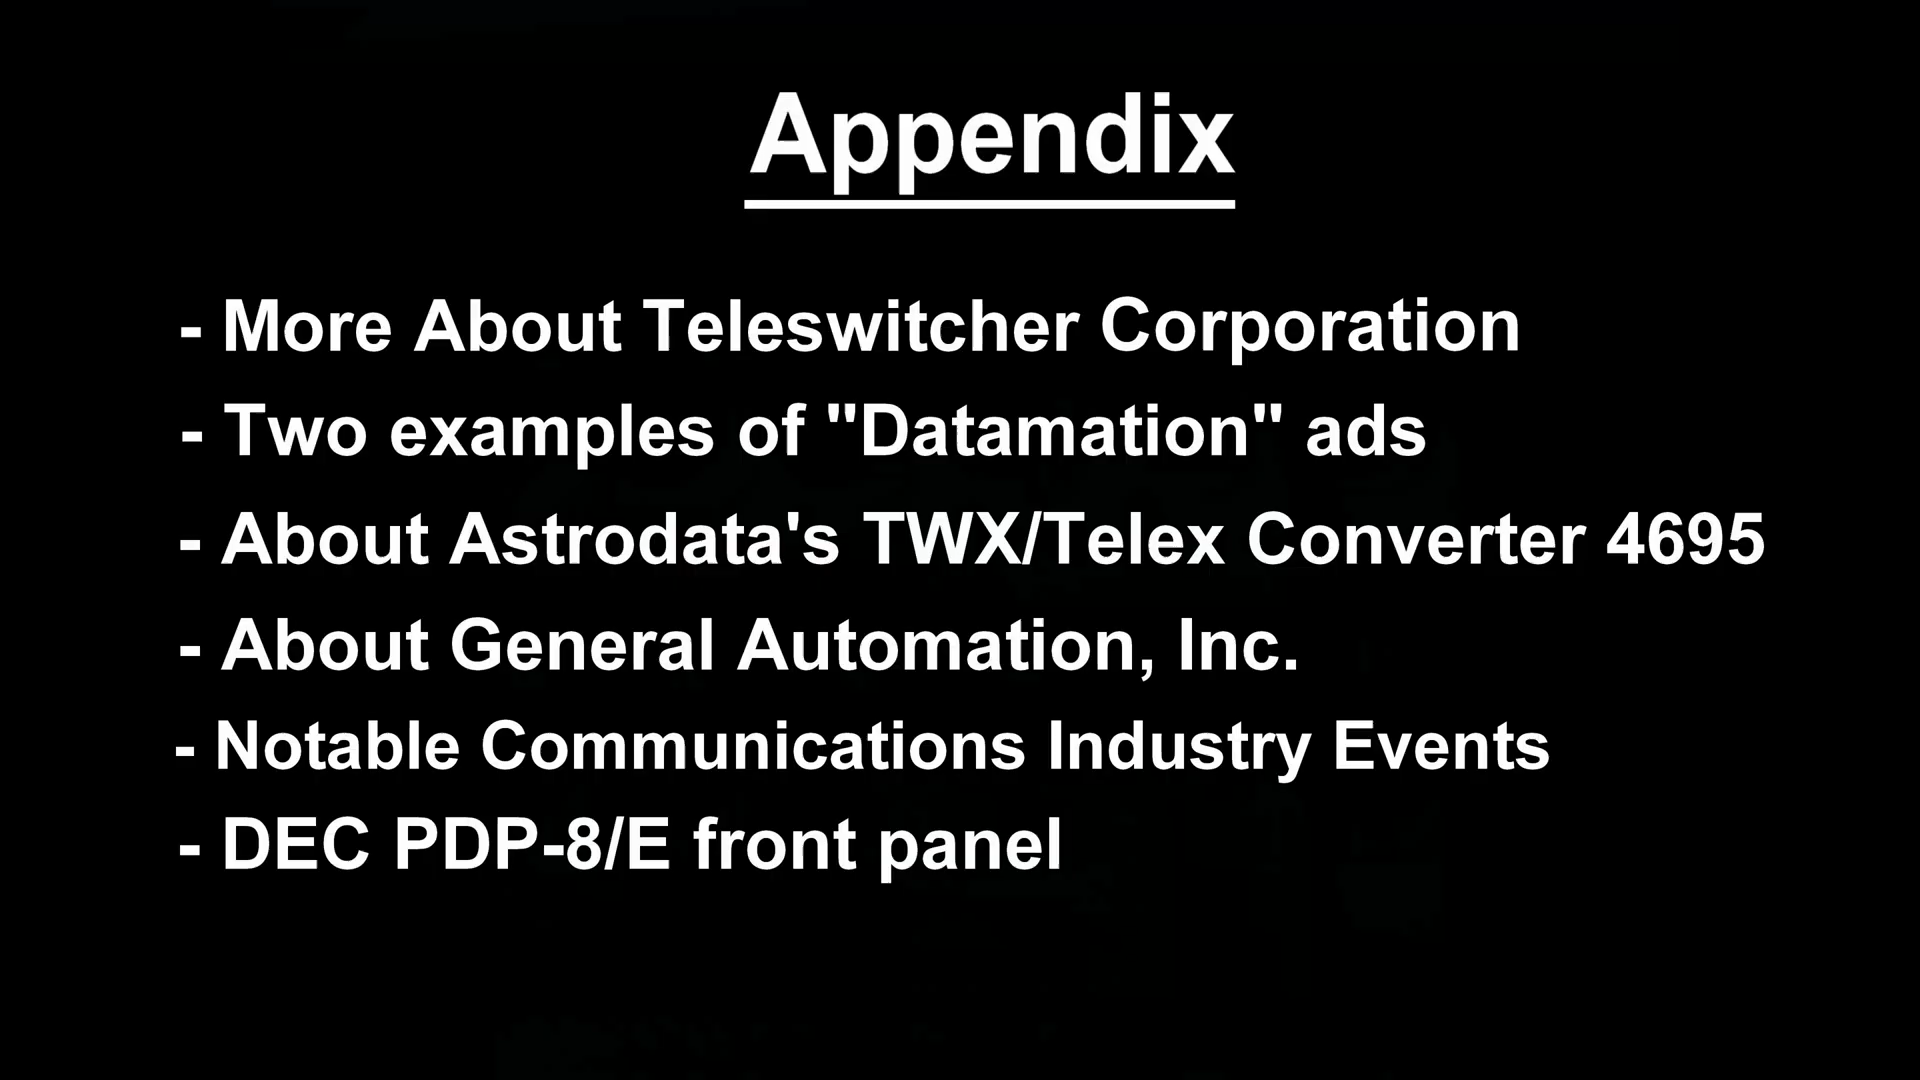 Appendix
- More About Teleswitcher Corporation
- Two examples of "Datamation" ads
- About Astrodata's TWX/Telex Converter 4695
- About General Automation, Inc.
- Notable Communications Industry Events
- DEC PDP-8/E front panel